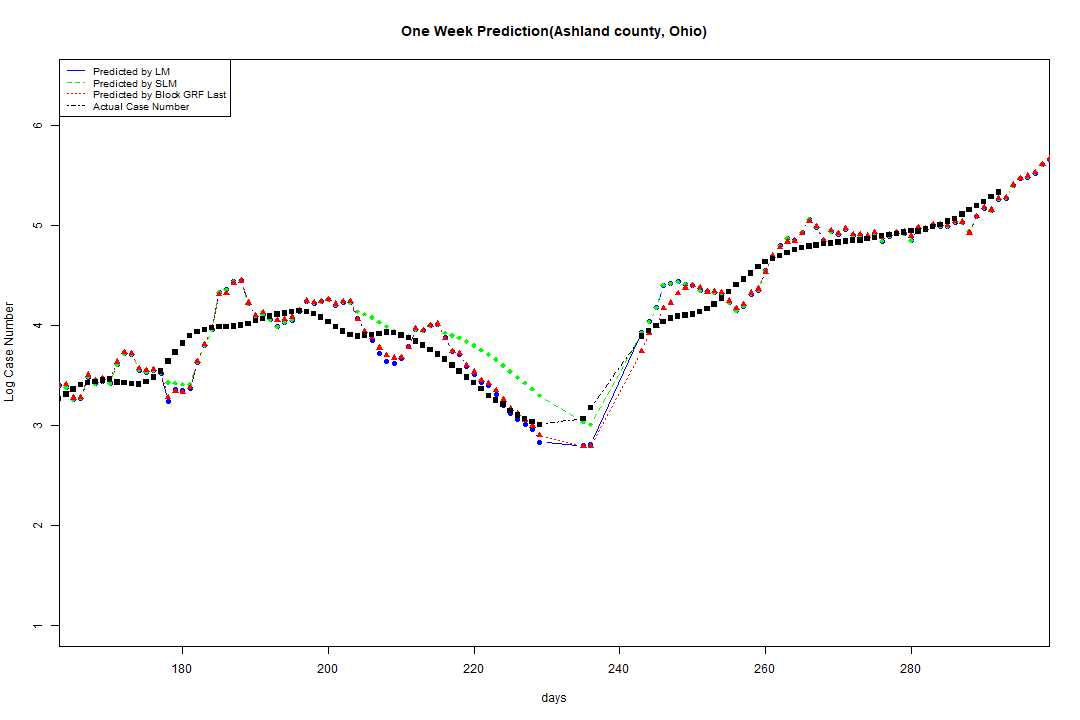 One Week Prediction(Ashland county, Ohio)
Predicted by LM
Predicted by SLM
Predicted by Block GRF Last
Actual Case Number
6
5
4
3
2
1
Log Case Number
180 200 220 240 260 280
days